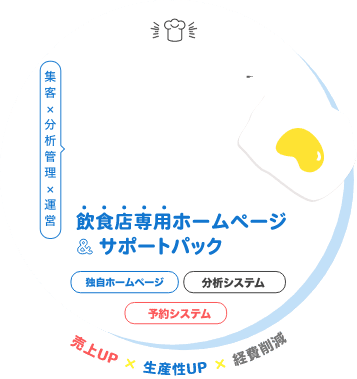 集客×分析管理×運営
飲食店専用ホームページ
& サポートパック
独自ホームページ
分析システム
予約システム
売上UP × 生産性UP × 経費削減